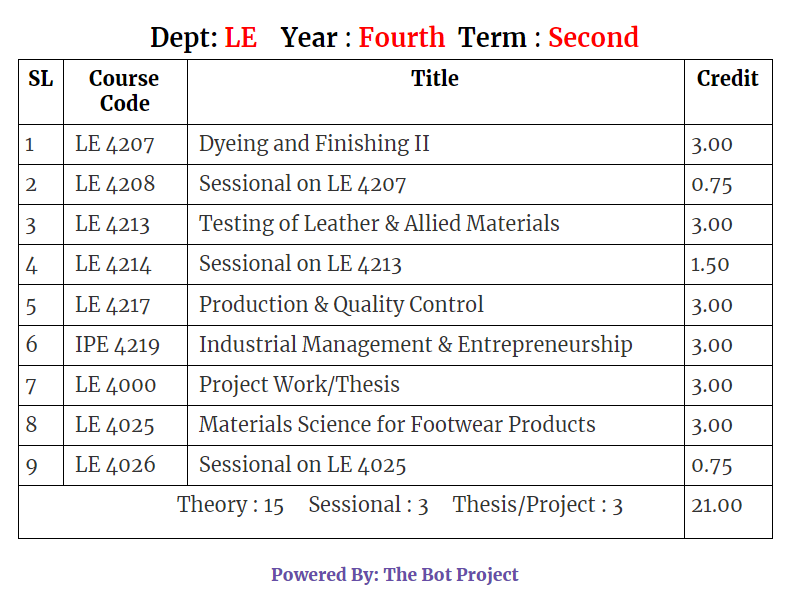 Dept: LE Year : Fourth Term : Second
SL Course Code Title Credit
1 LE 4207 Dyeing and Finishing II 3.00
2 LE 4208 Sessional on LE 4207 0.75
3 LE 4213 Testing of Leather & Allied Materials 3.00
4 LE 4214 Sessional on LE 4213 1.50
5 LE 4217 Production & Quality Control 3.00
6 IPE 4219 Industrial Management & Entrepreneurship 3.00
7 LE 4000 Project Work/Thesis 3.00
8 LE 4025 Materials Science for Footwear Products 3.00
9 LE 4026 Sessional on LE 4025 0.75
Theory : 15 Sessional : 3 Thesis/Project : 3 21.00
Powered By: The Bot Project